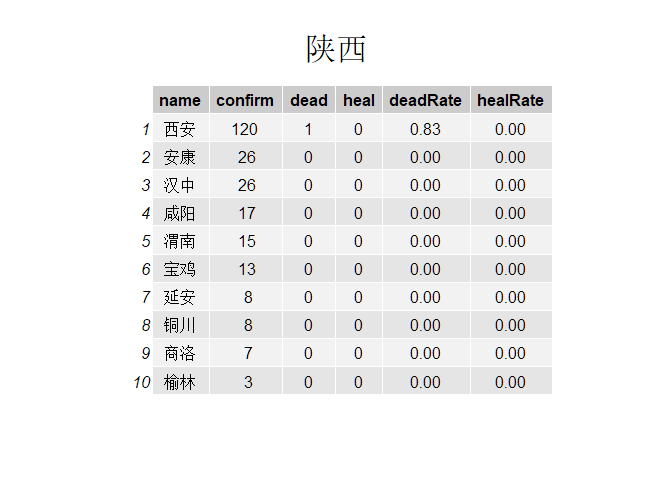 陕西
name confirm dead heal deadRate healRate
1 西安 120 1 0 0.83 0.00
2 安康 26 0 0 0.00 0.00
3 汉中 26 0 0 0.00 0.00
4 咸阳 17 0 0 0.00 0.00
5 渭南 15 0 0 0.00 0.00
6 宝鸡 13 0 0 0.00 0.00
7 延安 8 0 0 0.00 0.00
8 铜川 8 0 0 0.00 0.00
9 商洛 7 0 0 0.00 0.00
10 榆林 3 0 0 0.00 0.00